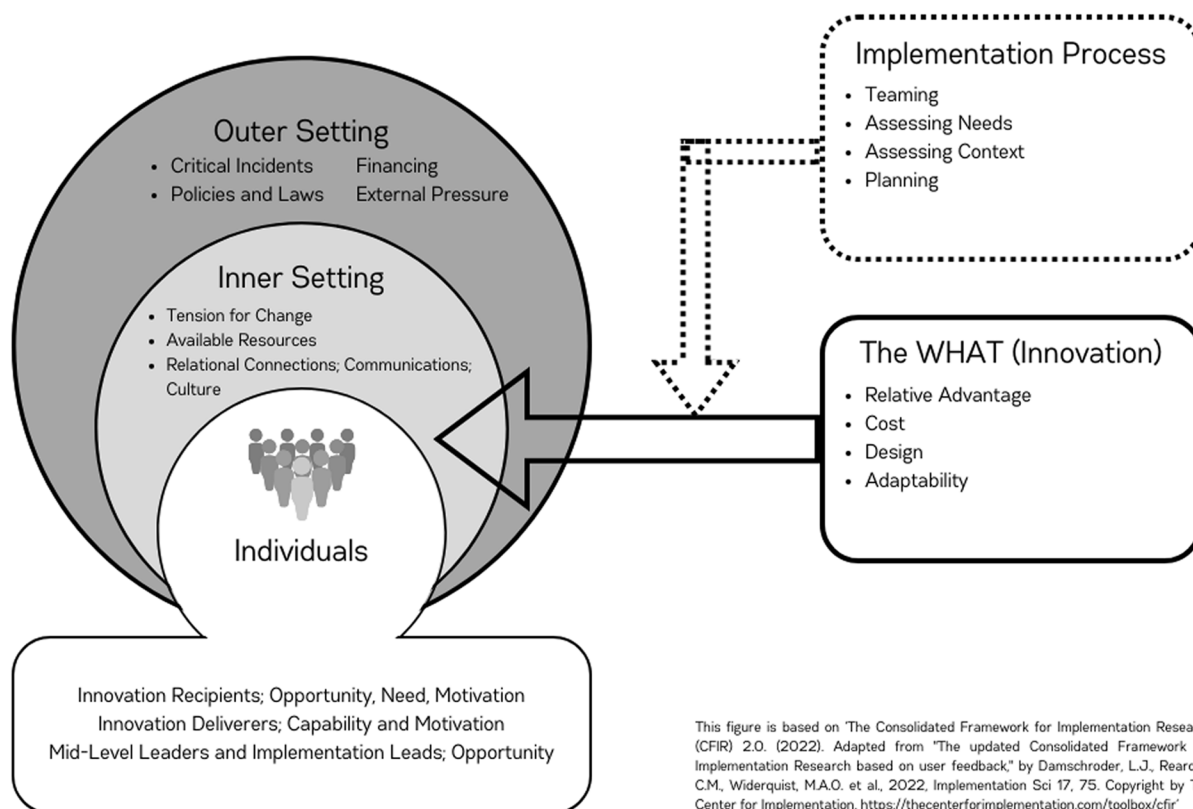 Implementation Process
• Teaming
• Assessing Needs
• Assessing Context
• Planning
Outer Setting
• Critical Incidents Financing
• Policies and Laws External Pressure
Inner Setting
• Tension for Change
• Available Resources
• Relational Connections; Communications;
Culture
The WHAT (Innovation)
• Relative Advantage
• Cost
• Design
• Adaptability
Individuals
Innovation Recipients; Opportunity, Need, Motivation
Innovation Deliverers; Capability and Motivation
Mid-Level Leaders and Implementation Leads; Opportunity
This figure is based on 'The Consolidated Framework for Implementation
(CFIR) 2.0. (2022). Adapted from "The updated Consolidated Framework
Implementation Research based on user feedback," by Damschroder, L.J.,
C.M., Widerquist, M.A.O. et al., 2022, Implementation Sci 17, 75. Copyright by
Center for Implementation. https://thecenterforimplementation.com/toolbox/cfir'